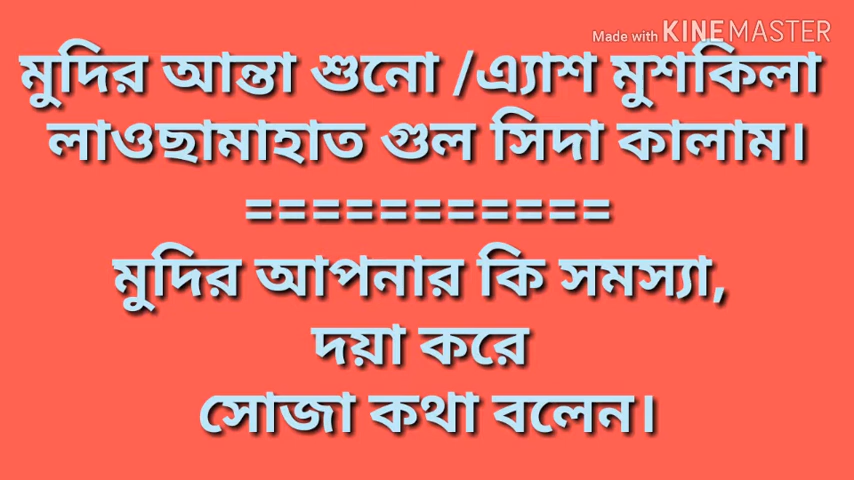 Made with KINEMASTER
মুদির আন্তা শুনো /এ্যাশ মুশকিলা
লাওছামাহাত গুল সিদা কালাম।
===========
মুদির আপনার কি সমস্যা,
দয়া করে
সোজা কথা বলেন।